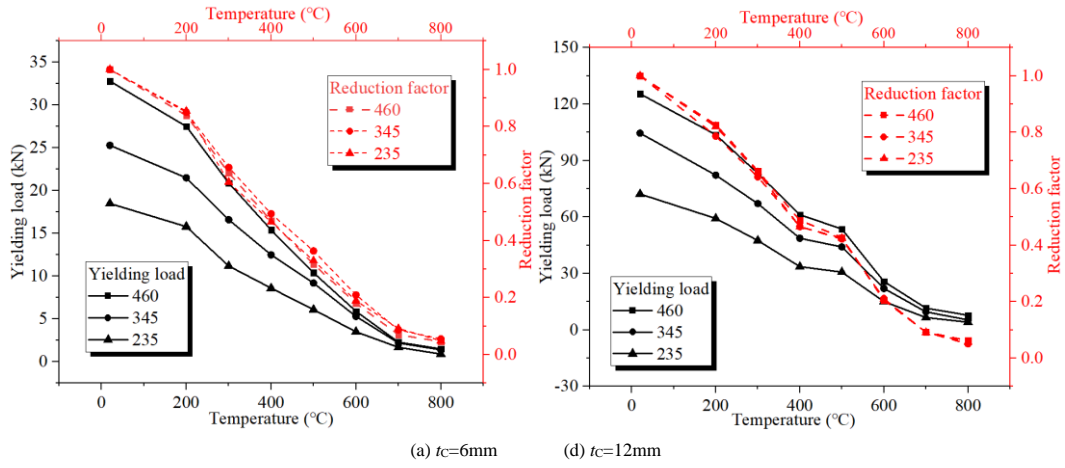 Temperature (℃)
0 200 400 600 800
35
30
25
20
15
10
5
0
Yielding load (kN)
Reduction factor
460
345
235
Yielding load
460
345
235
1.0
0.8
0.6
0.4
0.2
0.0
Reduction factor
0 200 400 600 800
Temperature (℃)
(a) tC=6mm
Temperature (℃)
0 200 400 600 800
150
120
90
60
30
0
-30
Yielding load (kN)
Reduction factor
460
345
235
Yielding load
460
345
235
1.0
0.8
0.6
0.4
0.2
0.0
Reduction factor
0 200 400 600 800
Temperature (℃)
(d) tC=12mm